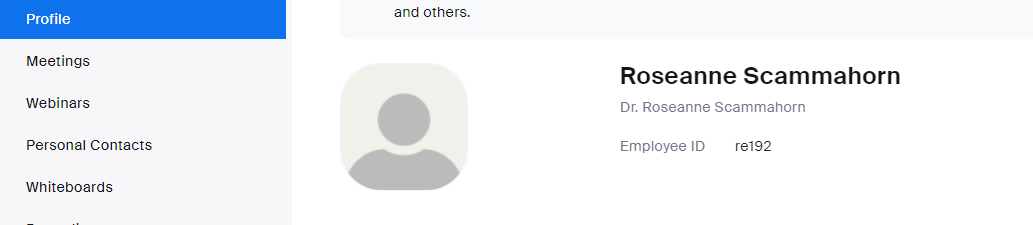 Profile
Meetings
Webinars
Personal Contacts
Whiteboards
and others.
Roseanne Scammahorn
Dr. Roseanne Scammahorn
Employee ID re192